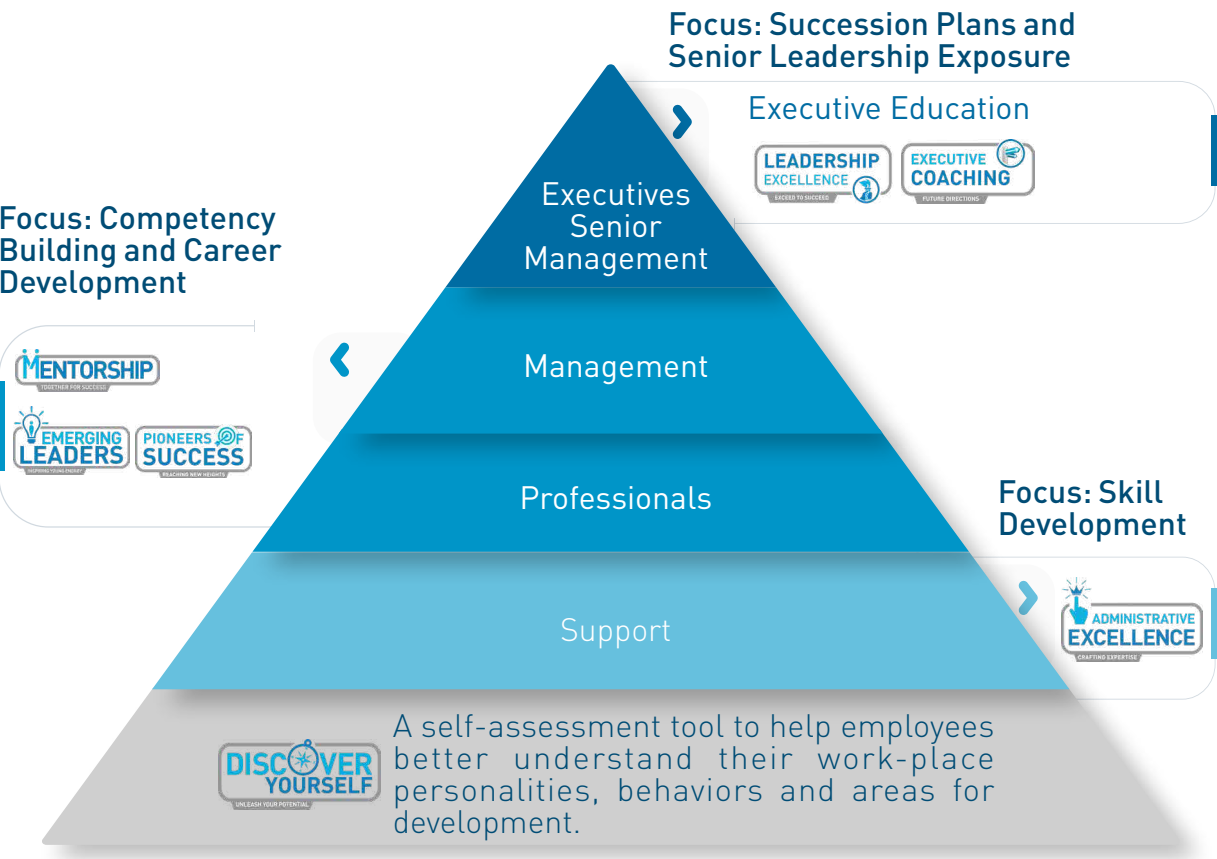 Focus: Succession Plans and
Senior Leadership Exposure
Executive Education
LEADERSHIP
EXCELLENCE
EXCEED TO SUCCEED
EXECUTIVE
COACHING
FUTURE DIRECTIONS
Executives
Senior
Management
Focus: Competency
Building and Career
Development
MENTORSHIP
TOGETHER FOR SUCCESS
EMERGING
LEADERS
INSPIRING YOUNG ENERGY
PIONEERS OF
SUCCESS
REACHING NEW HEIGHTS
Management
Professionals
Focus: Skill
Development
ADMINISTRATIVE
EXCELLENCE
CRAFTING EXPERTISE
Support
DISCOVER
YOURSELF
UNLEASH YOUR POTENTIAL
A self-assessment tool to help employees
better understand their work-place
personalities, behaviors and areas for
development.